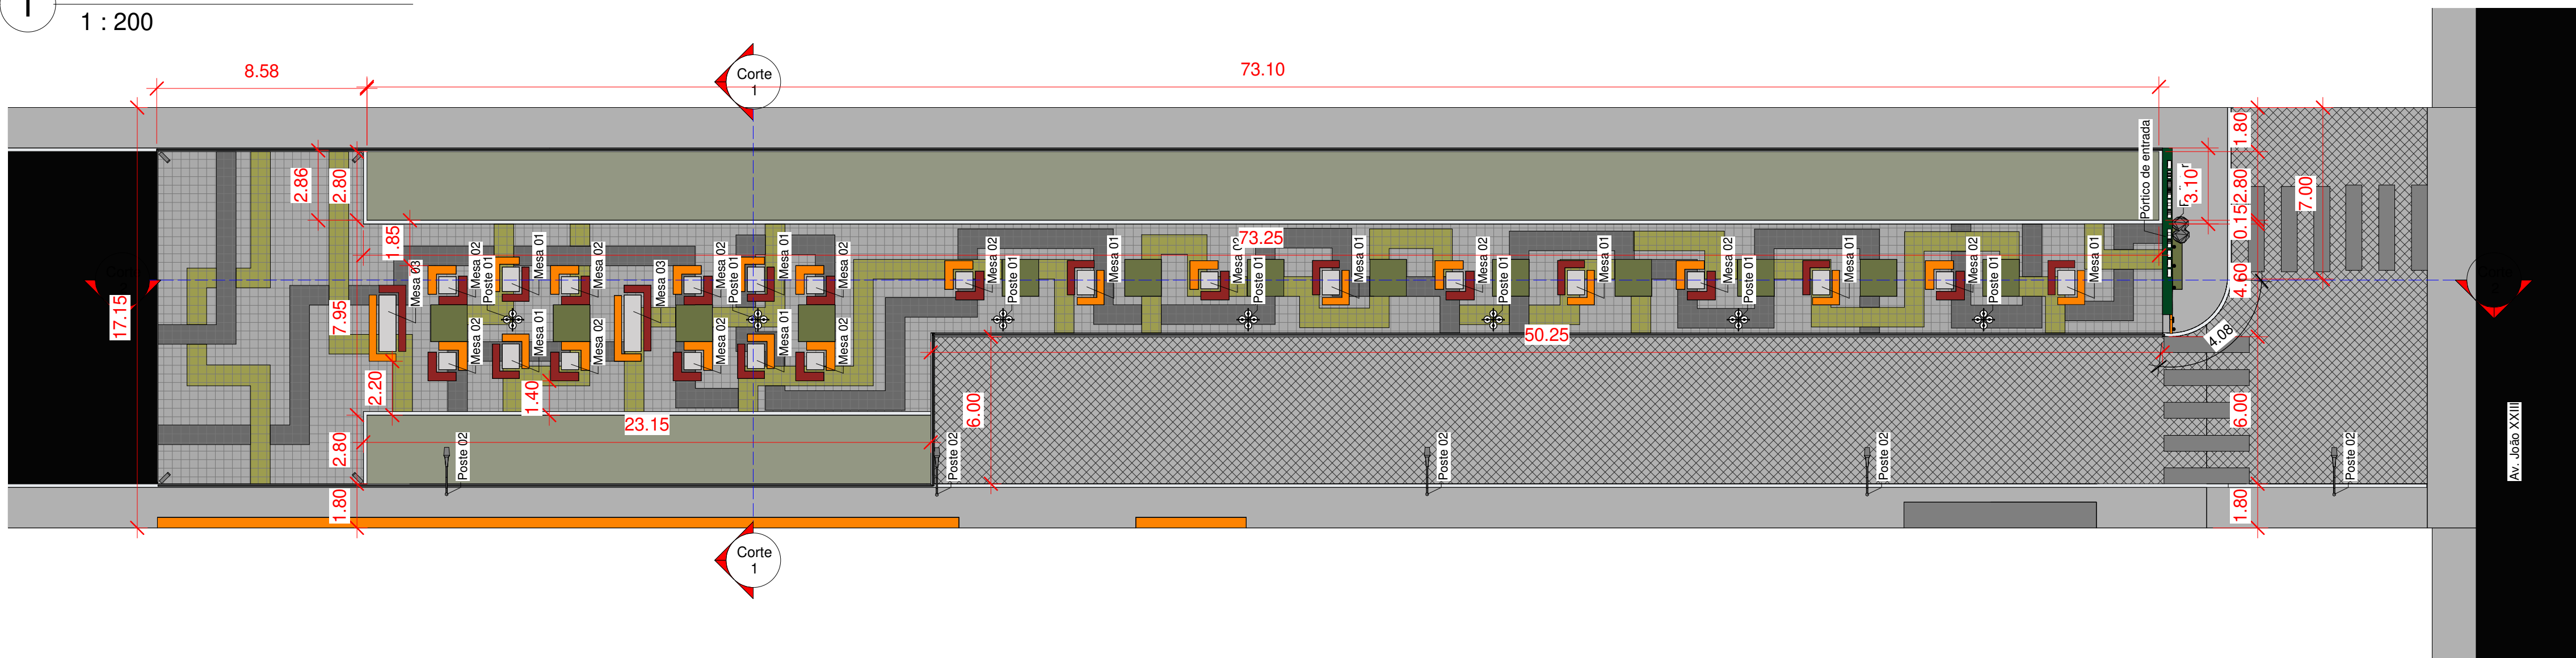 1
1 : 200
8.58
Corte
1
73.10
2.86
2.80
1.85
17.15
7.95
2.20
1.40
2.80
1.80
23.15
73.25
50.25
6.00
Mesa 03
Mesa 02
Poste 01
Mesa 01
Mesa 02
Mesa 03
Mesa 02
Poste 01
Mesa 01
Mesa 02
Mesa 02
Mesa 01
Mesa 02
Mesa 02
Mesa 01
Mesa 02
Mesa 02
Poste 01
Mesa 01
Mesa 02
Poste 01
Mesa 01
Mesa 02
Poste 01
Mesa 01
Mesa 02
Poste 01
Mesa 01
Mesa 02
Poste 01
Mesa 01
Pórtico de entrada
3.10
1.80
2.80
0.15
4.60
7.00
4.08
6.00
1.80
Poste 02
Poste 02
Poste 02
Poste 02
Poste 02
Av. João XXIII
Corte
1